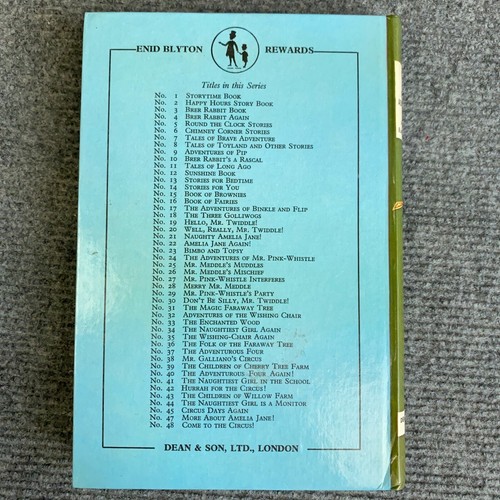 ENID BLYTON REWARDS
Titles in this Series
No. 1 STORYTIME BOOK
No. 2 HAPPY HOURS STORY BOOK
No. 3 BRER RABBIT BOOK
No. 4 BRER RABBIT AGAIN
No. 5 ROUND THE CLOCK STORIES
No. 6 CHIMNEY CORNER STORIES
No. 7 TALES OF BRAVE ADVENTURE
No. 8 TALES OF TOYLAND AND OTHER STORIES
No. 9 ADVENTURES OF PIP
No. 10 BRER RABBIT'S A RASCAL
No. 11 TALES OF LONG AGO
No. 12 SUNSHINE BOOK
No. 13 STORIES FOR BEDTIME
No. 14 STORIES FOR YOU
No. 15 BOOK OF BROWNIES
No. 16 BOOK OF FAIRIES
No. 17 THE ADVENTURES OF BINKLE AND FLIP
No. 18 THE THREE GOLLIWOGS
No. 19 HELLO, MR. TWIDDLE!
No. 20 WELL, REALLY, MR. TWIDDLE!
No. 21 NAUGHTY AMELIA JANE!
No. 22 AMELIA JANE AGAIN!
No. 23 BIMBO AND TOPSY
No. 24 THE ADVENTURES OF MR. PINK-WHISTLE
No. 25 MR. MEDDLE'S MUDDLES
No. 26 MR. MEDDLE'S MISCHIEF
No. 27 MR. PINK-WHISTLE INTERFERES
No. 28 MERRY MR. MEDDLE
No. 29 MR. PINK-WHISTLE'S PARTY
No. 30 DON'T BE SILLY, MR. TWIDDLE!
No. 31 THE MAGIC FARAWAY TREE
No. 32 ADVENTURES OF THE WISHING CHAIR
No. 33 THE ENCHANTED WOOD
No. 34 THE NAUGHTIEST GIRL AGAIN
No. 35 THE WISHING-CHAIR AGAIN
No. 36 THE FOLK OF THE FARAWAY TREE
No. 37 THE ADVENTUROUS FOUR
No. 38 MR. GALLIANO'S CIRCUS
No. 39 THE CHILDREN OF CHERRY TREE FARM
No. 40 THE ADVENTUROUS FOUR AGAIN!
No. 41 THE NAUGHTIEST GIRL IN THE SCHOOL
No. 42 HURRAH FOR THE CIRCUS!
No. 43 THE CHILDREN OF WILLOW FARM
No. 44 THE NAUGHTIEST GIRL IS A MONITOR
No. 45 CIRCUS DAYS AGAIN
No. 47 MORE ABOUT AMELIA JANE!
No. 48 COME TO THE CIRCUS!
DEAN & SON, LTD., LONDON